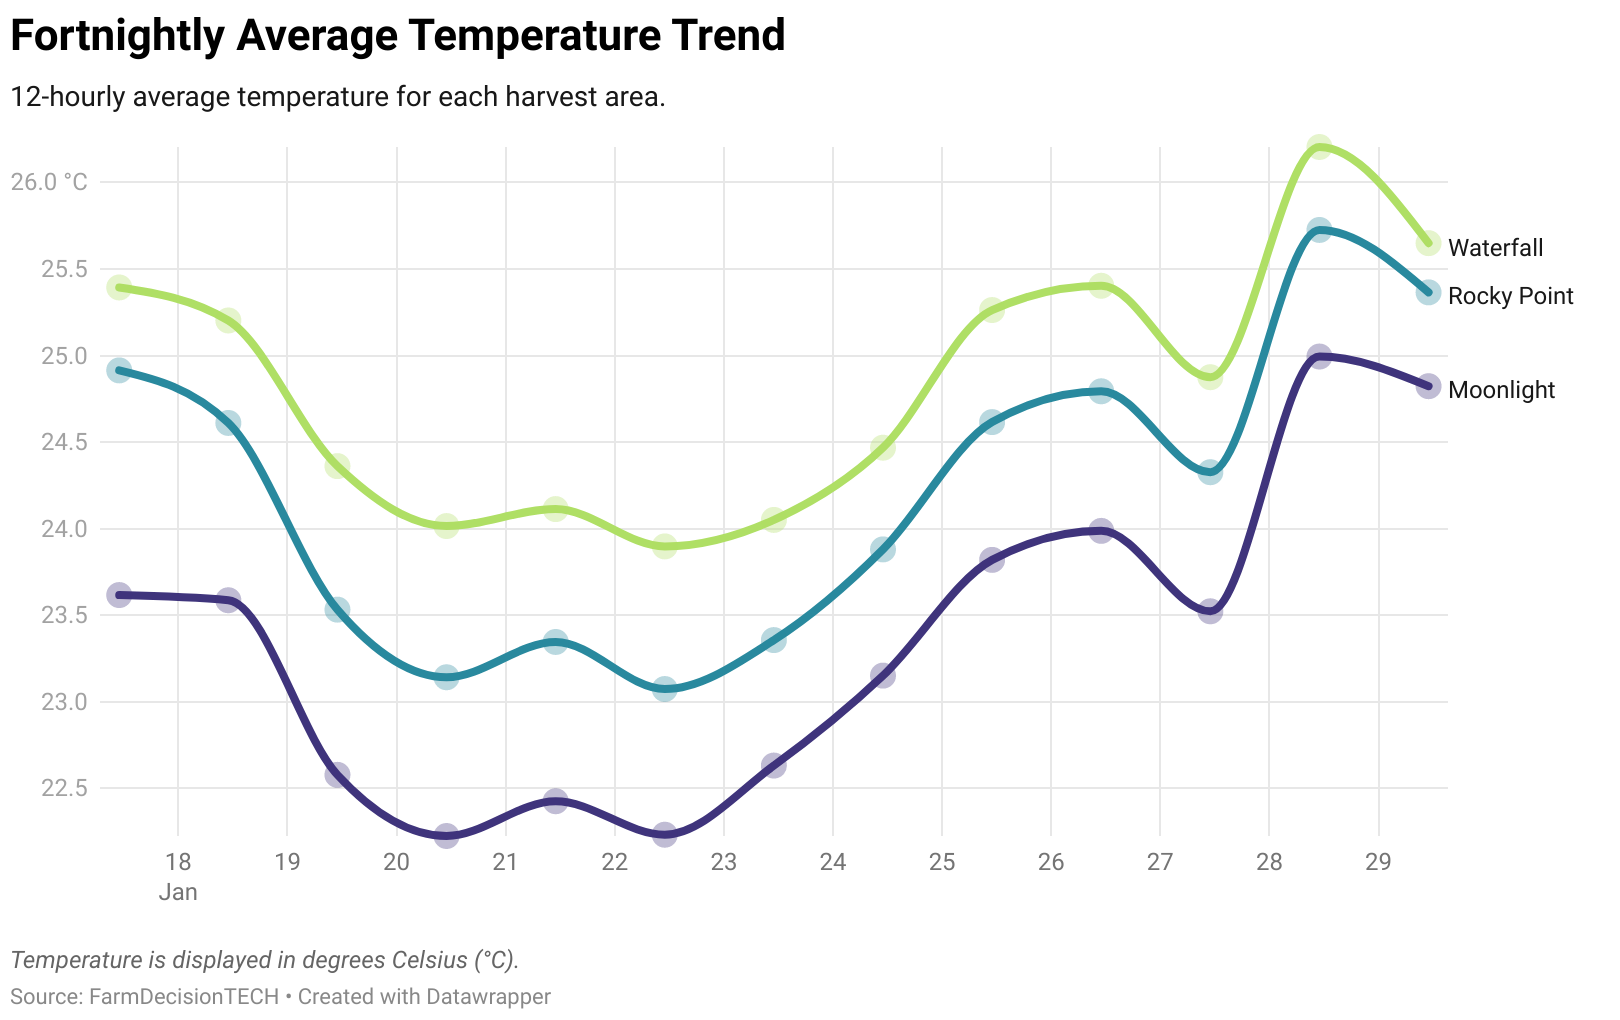 Fortnightly Average Temperature Trend
12-hourly average temperature for each harvest area.
26.0 °C
25.5
25.0
24.5
24.0
23.5
23.0
22.5
Waterfall
Rocky Point
Moonlight
18 19 20 21 22 23 24 25 26 27 28 29
Jan
Temperature is displayed in degrees Celsius (°C).
Source: FarmDecisionTECH • Created with Datawrapper